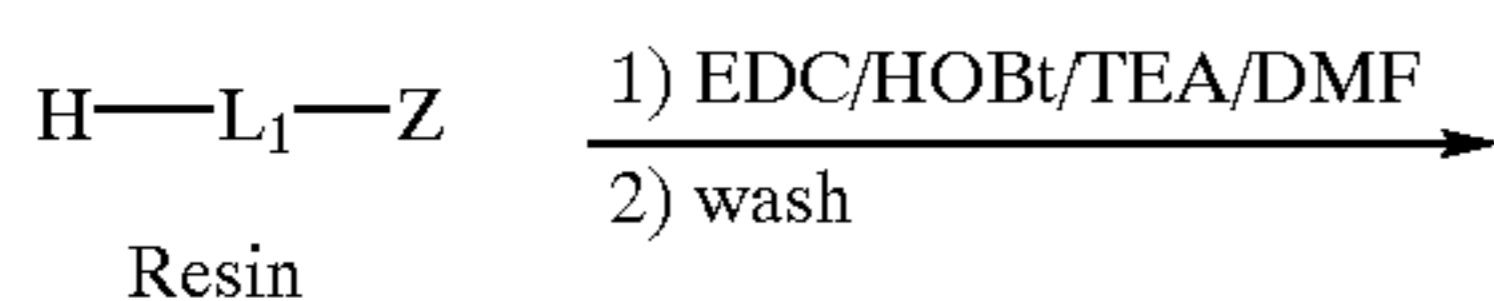 H—L₁—Z
1) EDC/HOBt/TEA/DMF
2) wash
Resin